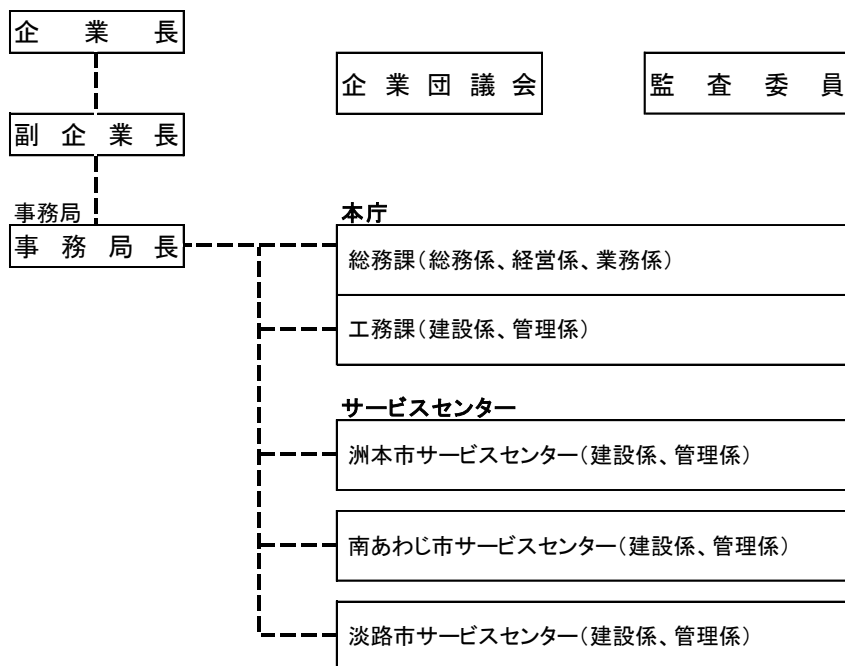 企業長
企業団議会
監査委員
副企業長
事務局
事務局長
本庁
総務課(総務係、経営係、業務係)
工務課(建設係、管理係)
サービスセンター
洲本市サービスセンター(建設係、管理係)
南あわじ市サービスセンター(建設係、管理係)
淡路市サービスセンター(建設係、管理係)